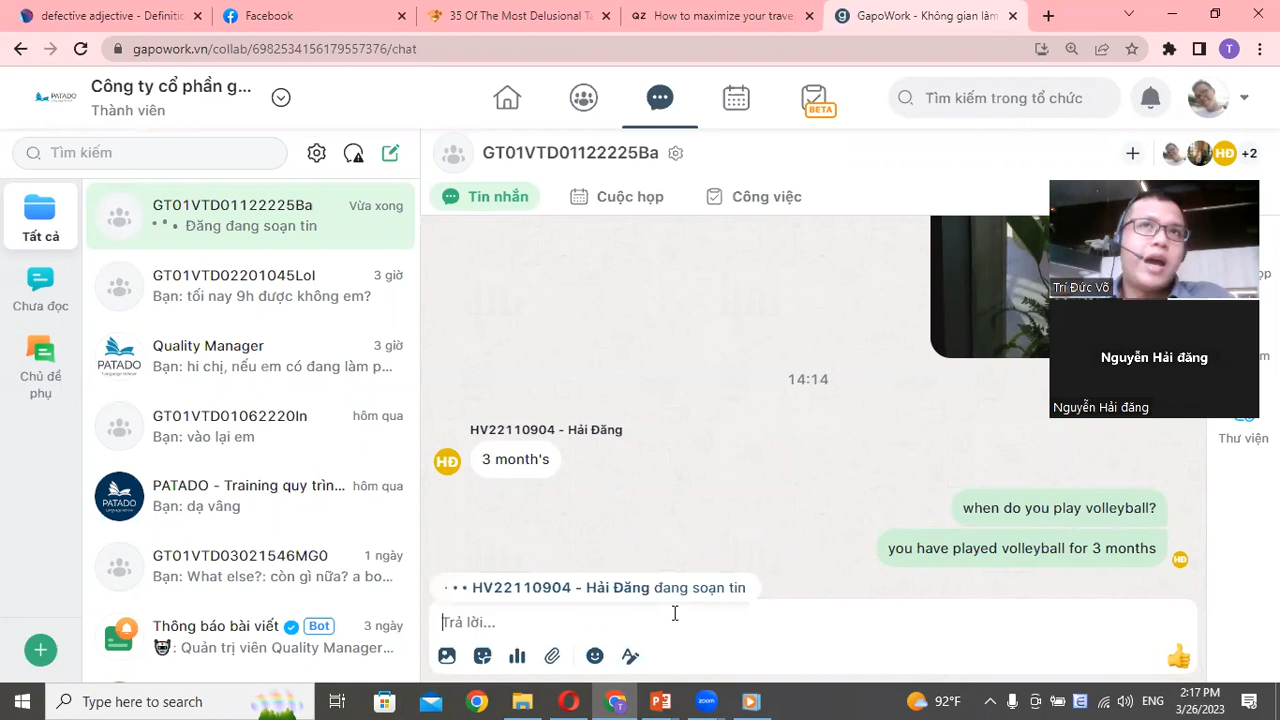 defective adjective - Definitic
Facebook
35 Of The Most Delusional Ta
Qz How to maximize your trave
GapoWork - Không gian làm
gapowork.vn/collab/6982534156179557376/chat
T
PATADO
Công ty cổ phần g...
Thành viên
BETA
Tìm kiếm trong tổ chức
Tìm kiếm
GT01VTD01122225Ba
HĐ
+2
Tin nhắn
Cuộc họp
Công việc
Tất cả
Chưa đọc
Chủ đề
phụ
GT01VTD01122225Ba Vừa xong
Đăng đang soạn tin
GT01VTD02201045Lol 3 giờ
Bạn: tối nay 9h được không em?
PATADO
Quality Manager 3 giờ
Bạn: hi chị, nếu em có đang làm p...
GT01VTD01062220In hôm qua
Bạn: vào lại em
PATADO
PATADO - Training quy trìn... hôm qua
Bạn: dạ vâng
GT01VTD03021546MG0 1 ngày
Bạn: What else?: còn gì nữa? a bo...
Thông báo bài viết Bot 3 ngày
: Quản trị viên Quality Manager...
14:14
HV22110904 - Hải Đăng
HĐ
3 month's
when do you play volleyball?
you have played volleyball for 3 months
HĐ
HV22110904 - Hải Đăng đang soạn tin
Trả lời...
Trí Đức Võ
Nguyễn Hải đăng
Nguyễn Hải đăng
Thư viện
Type here to search
92°F
ENG
2:17 PM
3/26/2023